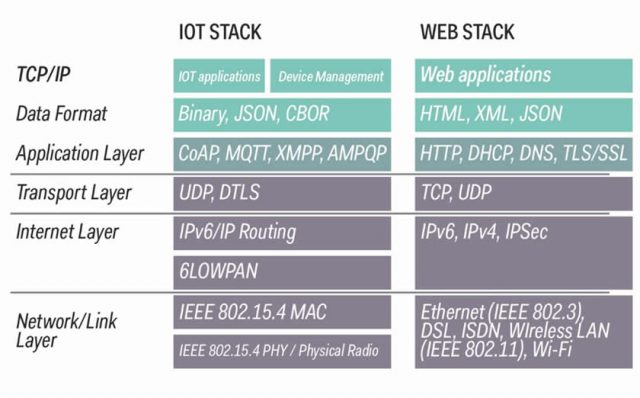 IOT STACK WEB STACK
TCP/IP IOT applications Device Management Web applications
Data Format Binary, JSON, CBOR HTML, XML, JSON
Application Layer CoAP, MQTT, XMPP, AMPQP HTTP, DHCP, DNS, TLS/SSL
Transport Layer UDP, DTLS TCP, UDP
Internet Layer IPv6/IP Routing IPv6, IPv4, IPSec
6LOWPAN
Network/Link
Layer
IEEE 802.15.4 MAC
IEEE 802.15.4 PHY / Physical Radio
Ethernet (IEEE 802.3),
DSL, ISDN, WIreless LAN
(IEEE 802.11), Wi-Fi